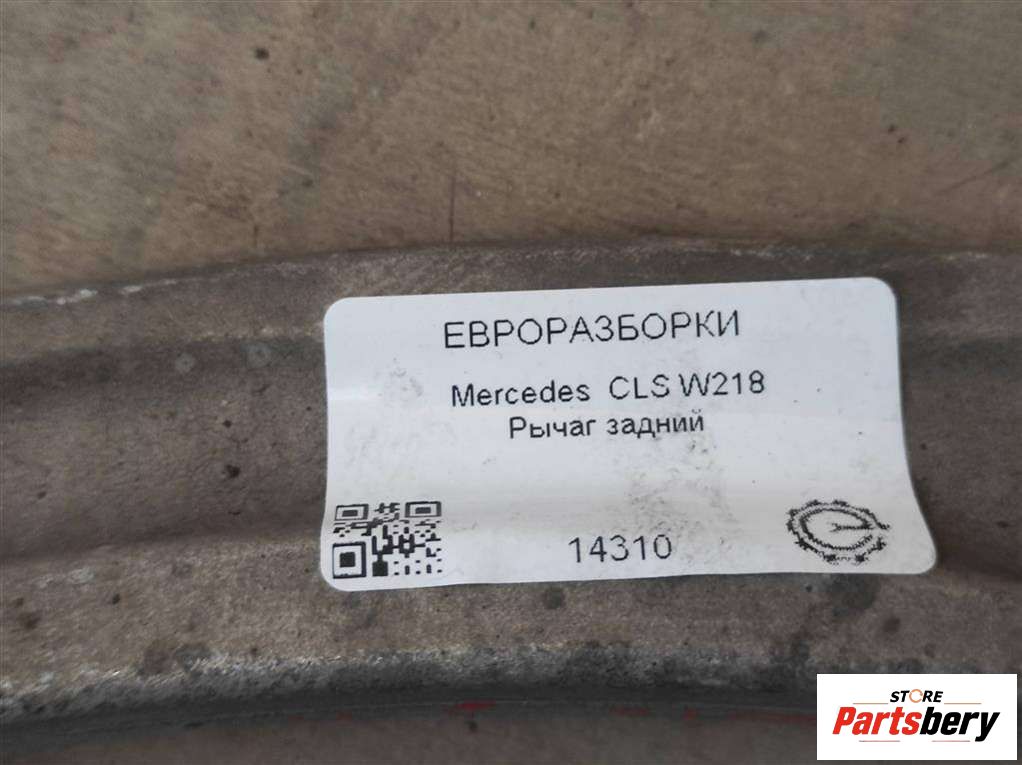 ЕВРОРАЗБОРКИ
Mercedes CLS W218
Рычаг задний
14310
STORE
Partsbery